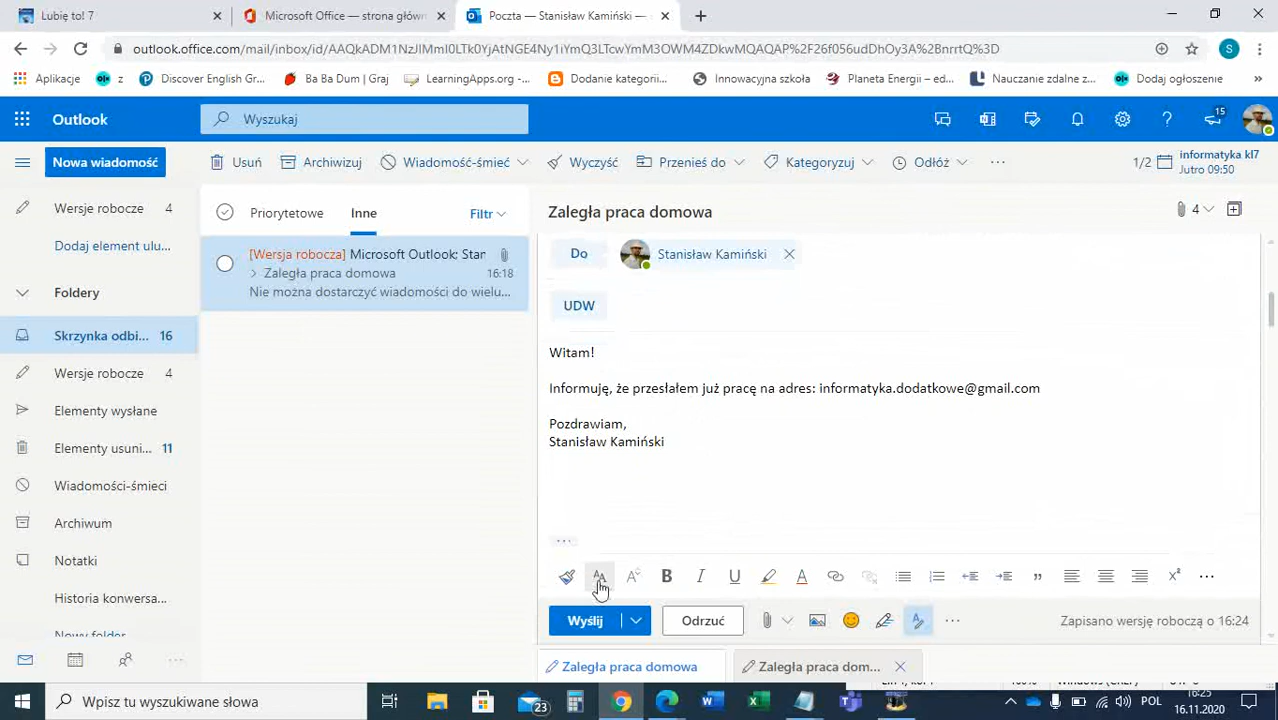 Lubię to! 7
Microsoft Office — strona główn
Poczta — Stanisław Kamiński —
outlook.office.com/mail/inbox/id/AAQkADM1NzJlMmI0LTk0YjAtNGE4Ny1iYmQ3LTcwYmM3OWM4ZDkwMQAQAP%2F26f056udDhOy3A%2BnrrtQ%3D
S
Aplikacje
z
Discover English Gr...
Ba Ba Dum | Graj
LearningApps.org -...
Dodanie kategorii...
Innowacyjna szkoła
Planeta Energii – ed...
Nauczanie zdalne z...
Dodaj ogłoszenie
»
Outlook
Wyszukaj
15
Nowa wiadomość
Usuń
Archiwizuj
Wiadomość-śmieć
Wyczyść
Przenieś do
Kategoryzuj
Odłóż
1/2
informatyka kl7
Jutro 09:50
Wersje robocze 4
Dodaj element ulu...
Foldery
Skrzynka odbi... 16
Wersje robocze 4
Elementy wysłane
Elementy usuni... 11
Wiadomości-śmieci
Archiwum
Notatki
Historia konwersa...
Nowy folder
Priorytetowe
Inne
Filtr
[Wersja robocza] Microsoft Outlook; Star
Zaległa praca domowa 16:18
Nie można dostarczyć wiadomości do wielu...
Zaległa praca domowa
4
Do
Stanisław Kamiński
UDW
Witam!
Informuję, że przesłałem już pracę na adres: informatyka.dodatkowe@gmail.com
Pozdrawiam,
Stanisław Kamiński
Wyślij
Odrzuć
Zapisano wersję roboczą o 16:24
Zaległa praca domowa
Zaległa praca dom...
Wpisz tu wyszukiwane słowa
23
POL
16:25
16.11.2020